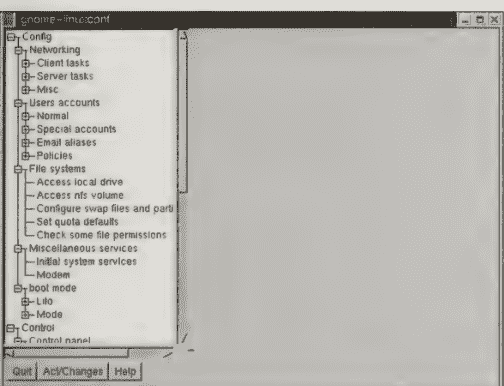 gnome-linuxconf
Config
Networking
Client tasks
Server tasks
Misc
Users accounts
Normal
Special accounts
Email aliases
Policies
File systems
Access local drive
Access nfs volume
Configure swap files and parti
Set quota defaults
Check some file permissions
Miscellaneous services
Initial system services
Modem
boot mode
Lilo
Mode
Control
Control panel
Quit Act/Changes Help